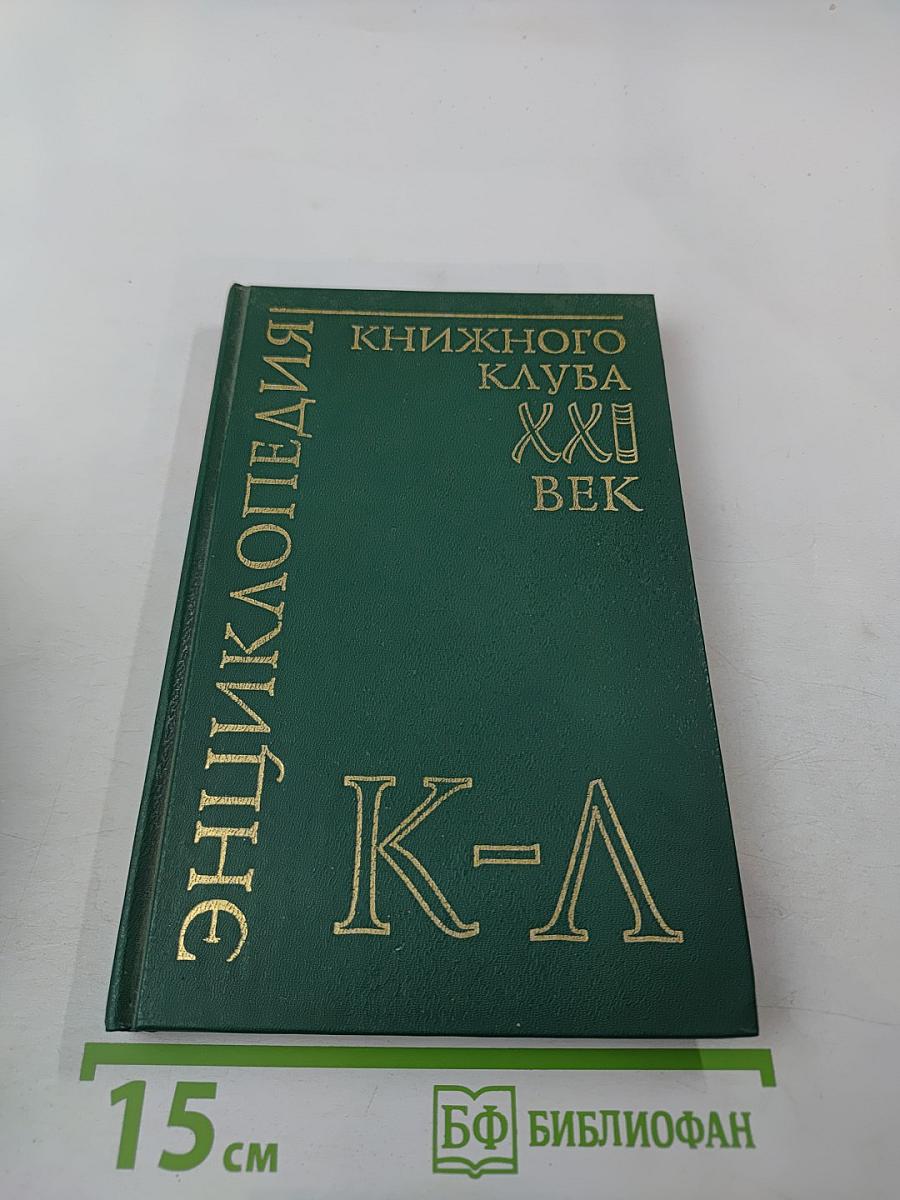 ЭНЦИКЛОПЕДИЯ
КНИЖНОГО
КЛУБА
XXI
ВЕК
К-Л
15 см
БФ БИБЛИОФАН